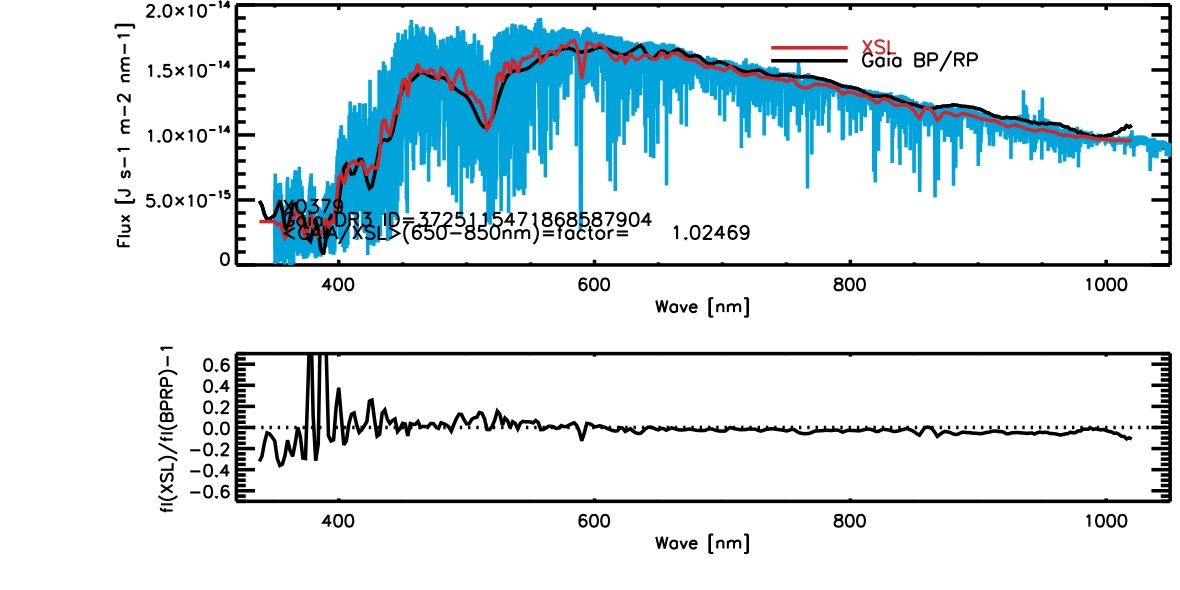 2.0×10⁻¹⁴
1.5×10⁻¹⁴
1.0×10⁻¹⁴
5.0×10⁻¹⁵
0
Flux [J s−1 m−2 nm−1]
XSL
Gaia BP/RP
X0379
Gaia DR3 ID=3725115471868587904
<GAIA/XSL>(650−850nm)=factor= 1.02469
400 600 800 1000
Wave [nm]
0.6
0.4
0.2
0.0
−0.2
−0.4
−0.6
fl(XSL)/fl(BPRP)−1
400 600 800 1000
Wave [nm]